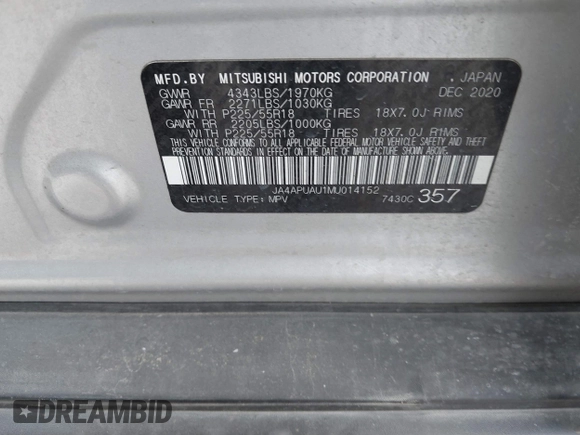 MFD.BY MITSUBISHI MOTORS CORPORATION . JAPAN
GVWR 4343LBS/1970KG DEC 2020
GAWR FR 2271LBS/1030KG
WITH P225/55R18 TIRES 18X7.0J RIMS
GAWR RR 2205LBS/1000KG
WITH P225/55R18 TIRES 18X7.0J RIMS
THIS VEHICLE CONFORMS TO ALL APPLICABLE FEDERAL MOTOR VEHICLE SAFETY AND THEFT
PREVENTION STANDARDS IN EFFECT ON THE DATE OF MANUFACTURE SHOWN ABOVE.
JA4APUAU1MU014152
VEHICLE TYPE: MPV 7430C 357
DREAMBID